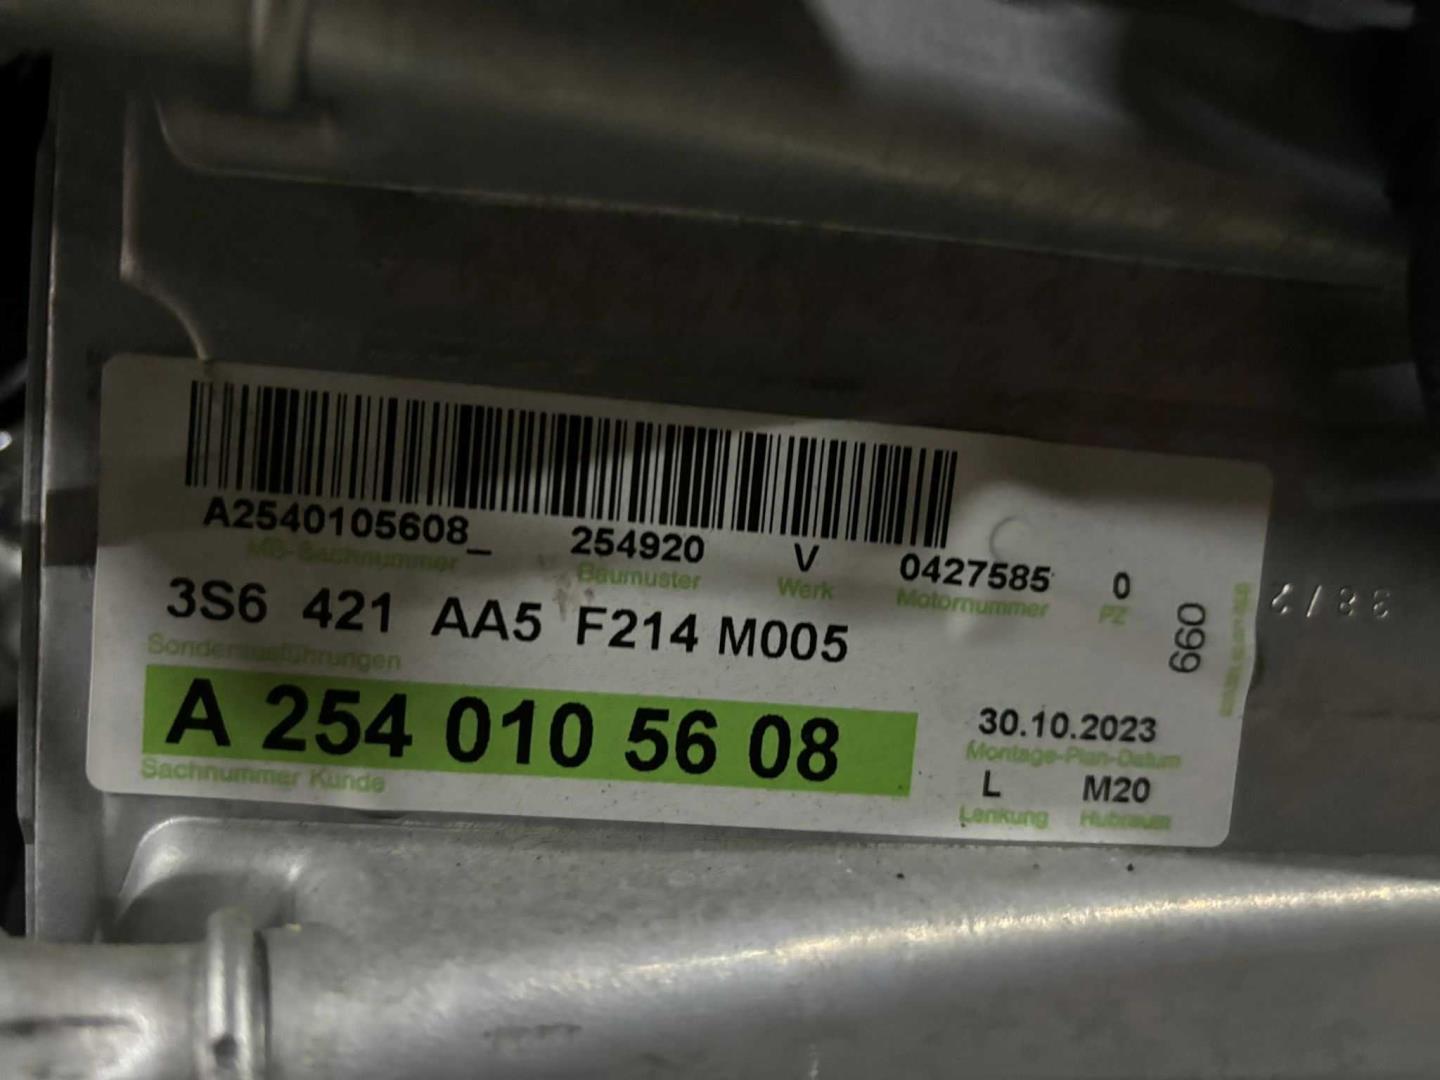 A2540105608_ 254920 V 0427585 0
MB-Sachnummer Baumuster Werk Motornummer PZ
3S6 421 AA5 F214 M005
Sonderausführungen
660
A 254 010 56 08
Sachnummer Kunde
30.10.2023
Montage-Plan-Datum
L M20
Lenkung Hubraum